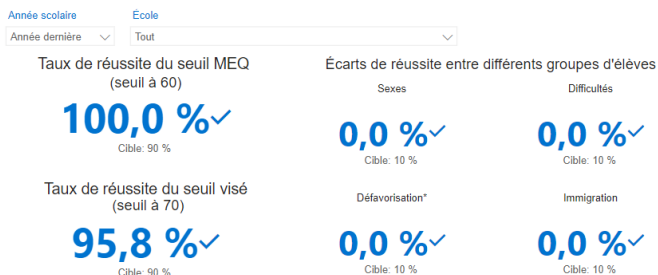 Année scolaire
École
Année dernière
Tout
Taux de réussite du seuil MEQ
(seuil à 60)
100,0 %
Cible: 90 %
Écarts de réussite entre différents groupes d'élèves
Sexes
Difficultés
0,0 %
0,0 %
Cible: 10 %
Cible: 10 %
Taux de réussite du seuil visé
(seuil à 70)
95,8 %
Cible: 90 %
Défavorisation*
Immigration
0,0 %
0,0 %
Cible: 10 %
Cible: 10 %